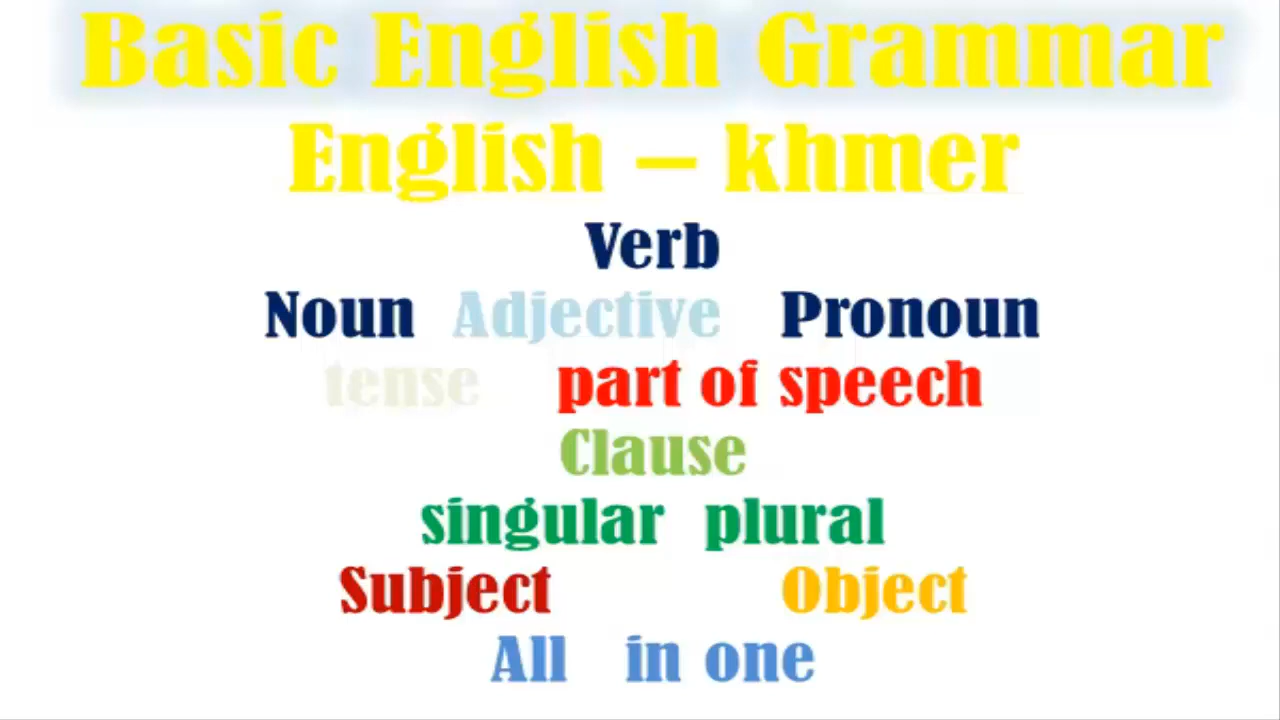 Basic English Grammar
English – khmer
Verb
Noun Adjective Pronoun
tense part of speech
Clause
singular plural
Subject Object
All in one